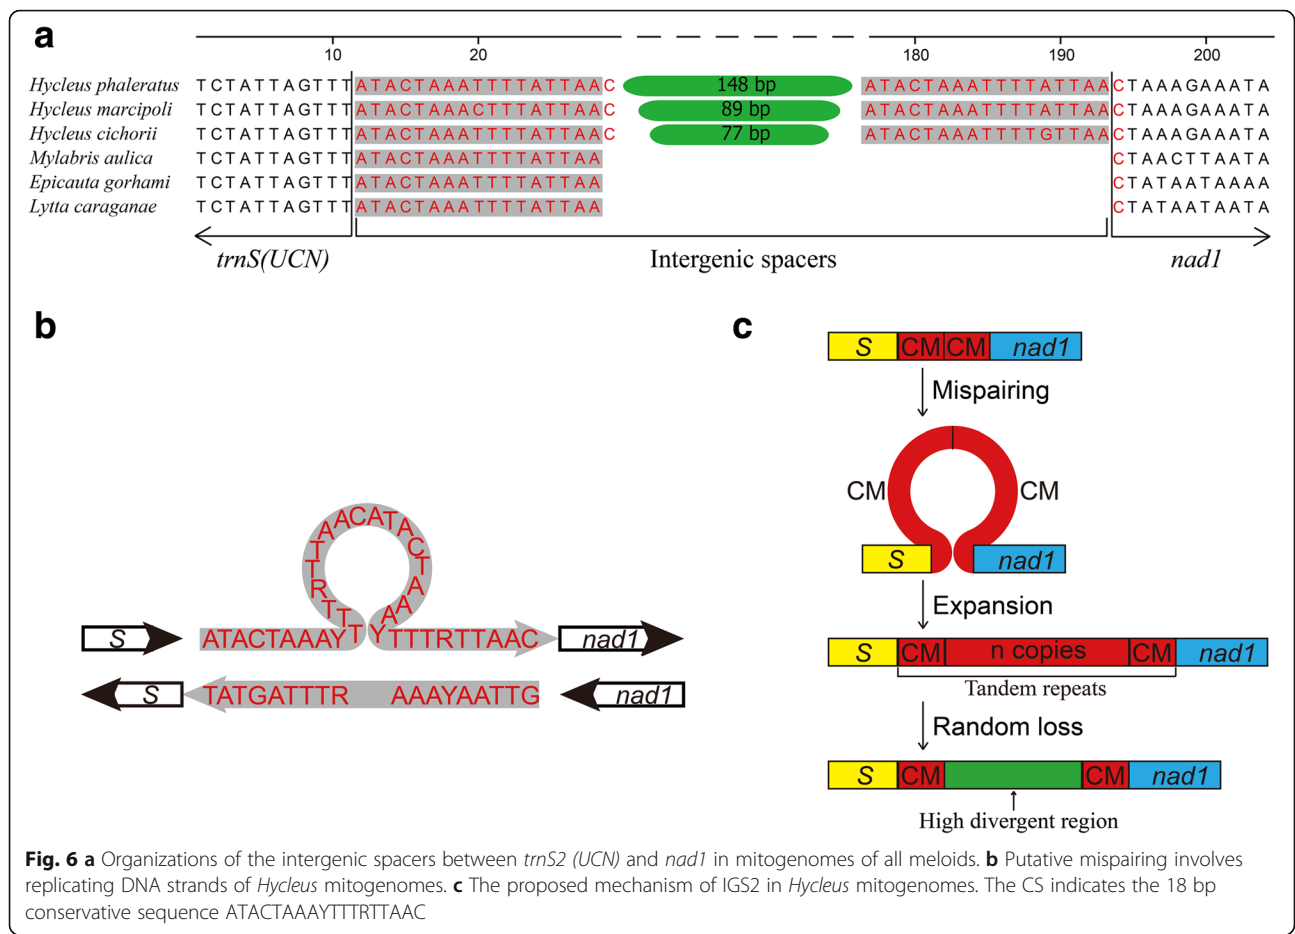 a
10 20 180 190 200
Hycleus phaleratus TCTATTAGTTTATACTAAATTTTATTAAC 148 bp ATACTAAATTTTATTAACTAAAGAAATA
Hycleus marcipoli TCTATTAGTTTATACTAAACTTTATTAAC 89 bp ATACTAAATTTTATTAACTAAAGAAATA
Hycleus cichorii TCTATTAGTTTATACTAAATTTTATTAAC 77 bp ATACTAAATTTTGTTAACTAAAGAAATA
Mylabris aulica TCTATTAGTTTATACTAAATTTTATTAA CTAACTTAATA
Epicauta gorhami TCTATTAGTTTATACTAAATTTTATTAA CTATAATAAAA
Lytta caraganae TCTATTAGTTTATACTAAATTTTATTAA CTATAATAATA
trnS(UCN) Intergenic spacers nad1
b
S ATACTAAAYTTTRTTAACATACTAAAYTTTRTTAAC nad1
S TATGATTTR AAAYAATTG nad1
c
S CM CM nad1
Mispairing
CM CM
S nad1
Expansion
S CM n copies CM nad1
Tandem repeats
Random loss
S CM CM nad1
High divergent region
Fig. 6 a Organizations of the intergenic spacers between trnS2 (UCN) and nad1 in mitogenomes of all meloids. b Putative mispairing involves
replicating DNA strands of Hycleus mitogenomes. c The proposed mechanism of IGS2 in Hycleus mitogenomes. The CS indicates the 18 bp
conservative sequence ATACTAAAYTTTRTTAAC